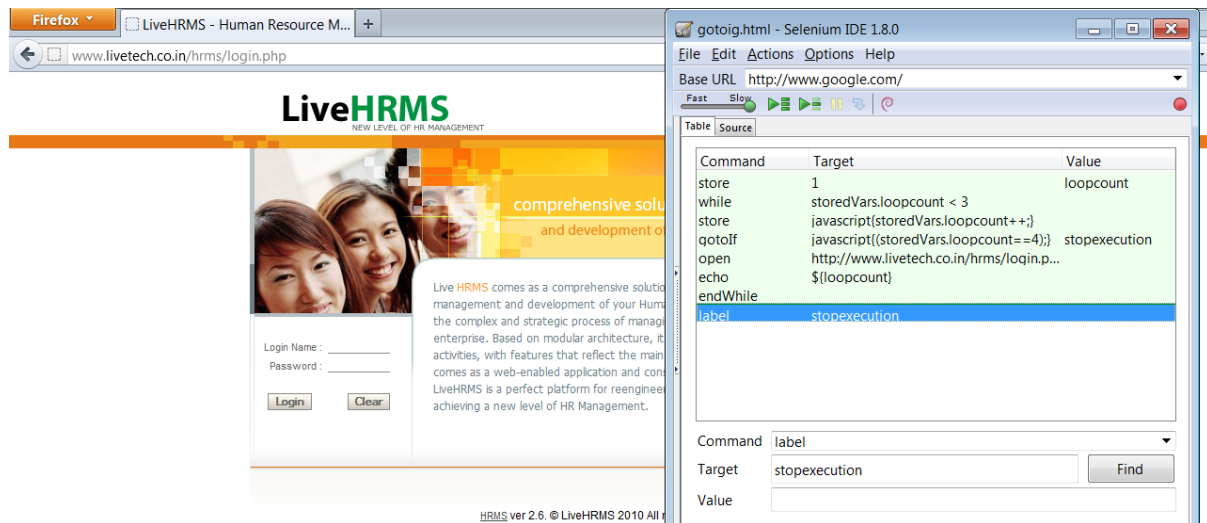 Firefox
LiveHRMS - Human Resource M...
+
www.livetech.co.in/hrms/login.php
LiveHRMS
NEW LEVEL OF HR MANAGEMENT
comprehensive solu
and development of
Live HRMS comes as a comprehensive solutio
management and development of your Huma
the complex and strategic process of managi
enterprise. Based on modular architecture, it
activities, with features that reflect the main
comes as a web-enabled application and cons
LiveHRMS is a perfect platform for reenginee
achieving a new level of HR Management.
Login Name :
Password :
Login Clear
HRMS ver 2.6. © LiveHRMS 2010 All r
gotoig.html - Selenium IDE 1.8.0
File Edit Actions Options Help
Base URL http://www.google.com/
Fast Slow
Table Source
Command Target Value
store 1 loopcount
while storedVars.loopcount < 3
store javascript{storedVars.loopcount++;}
gotoIf javascript{(storedVars.loopcount==4);} stopexecution
open http://www.livetech.co.in/hrms/login.p...
echo ${loopcount}
endWhile
label stopexecution
Command label
Target stopexecution Find
Value